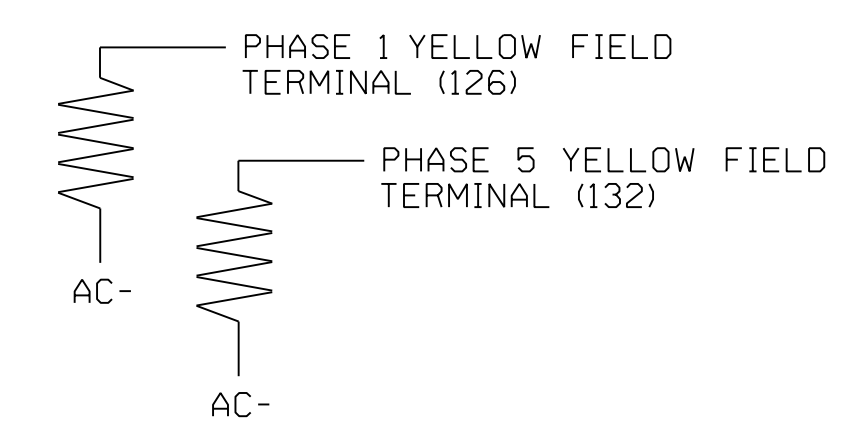 PHASE 1 YELLOW FIELD
TERMINAL (126)
PHASE 5 YELLOW FIELD
TERMINAL (132)
AC-
AC-